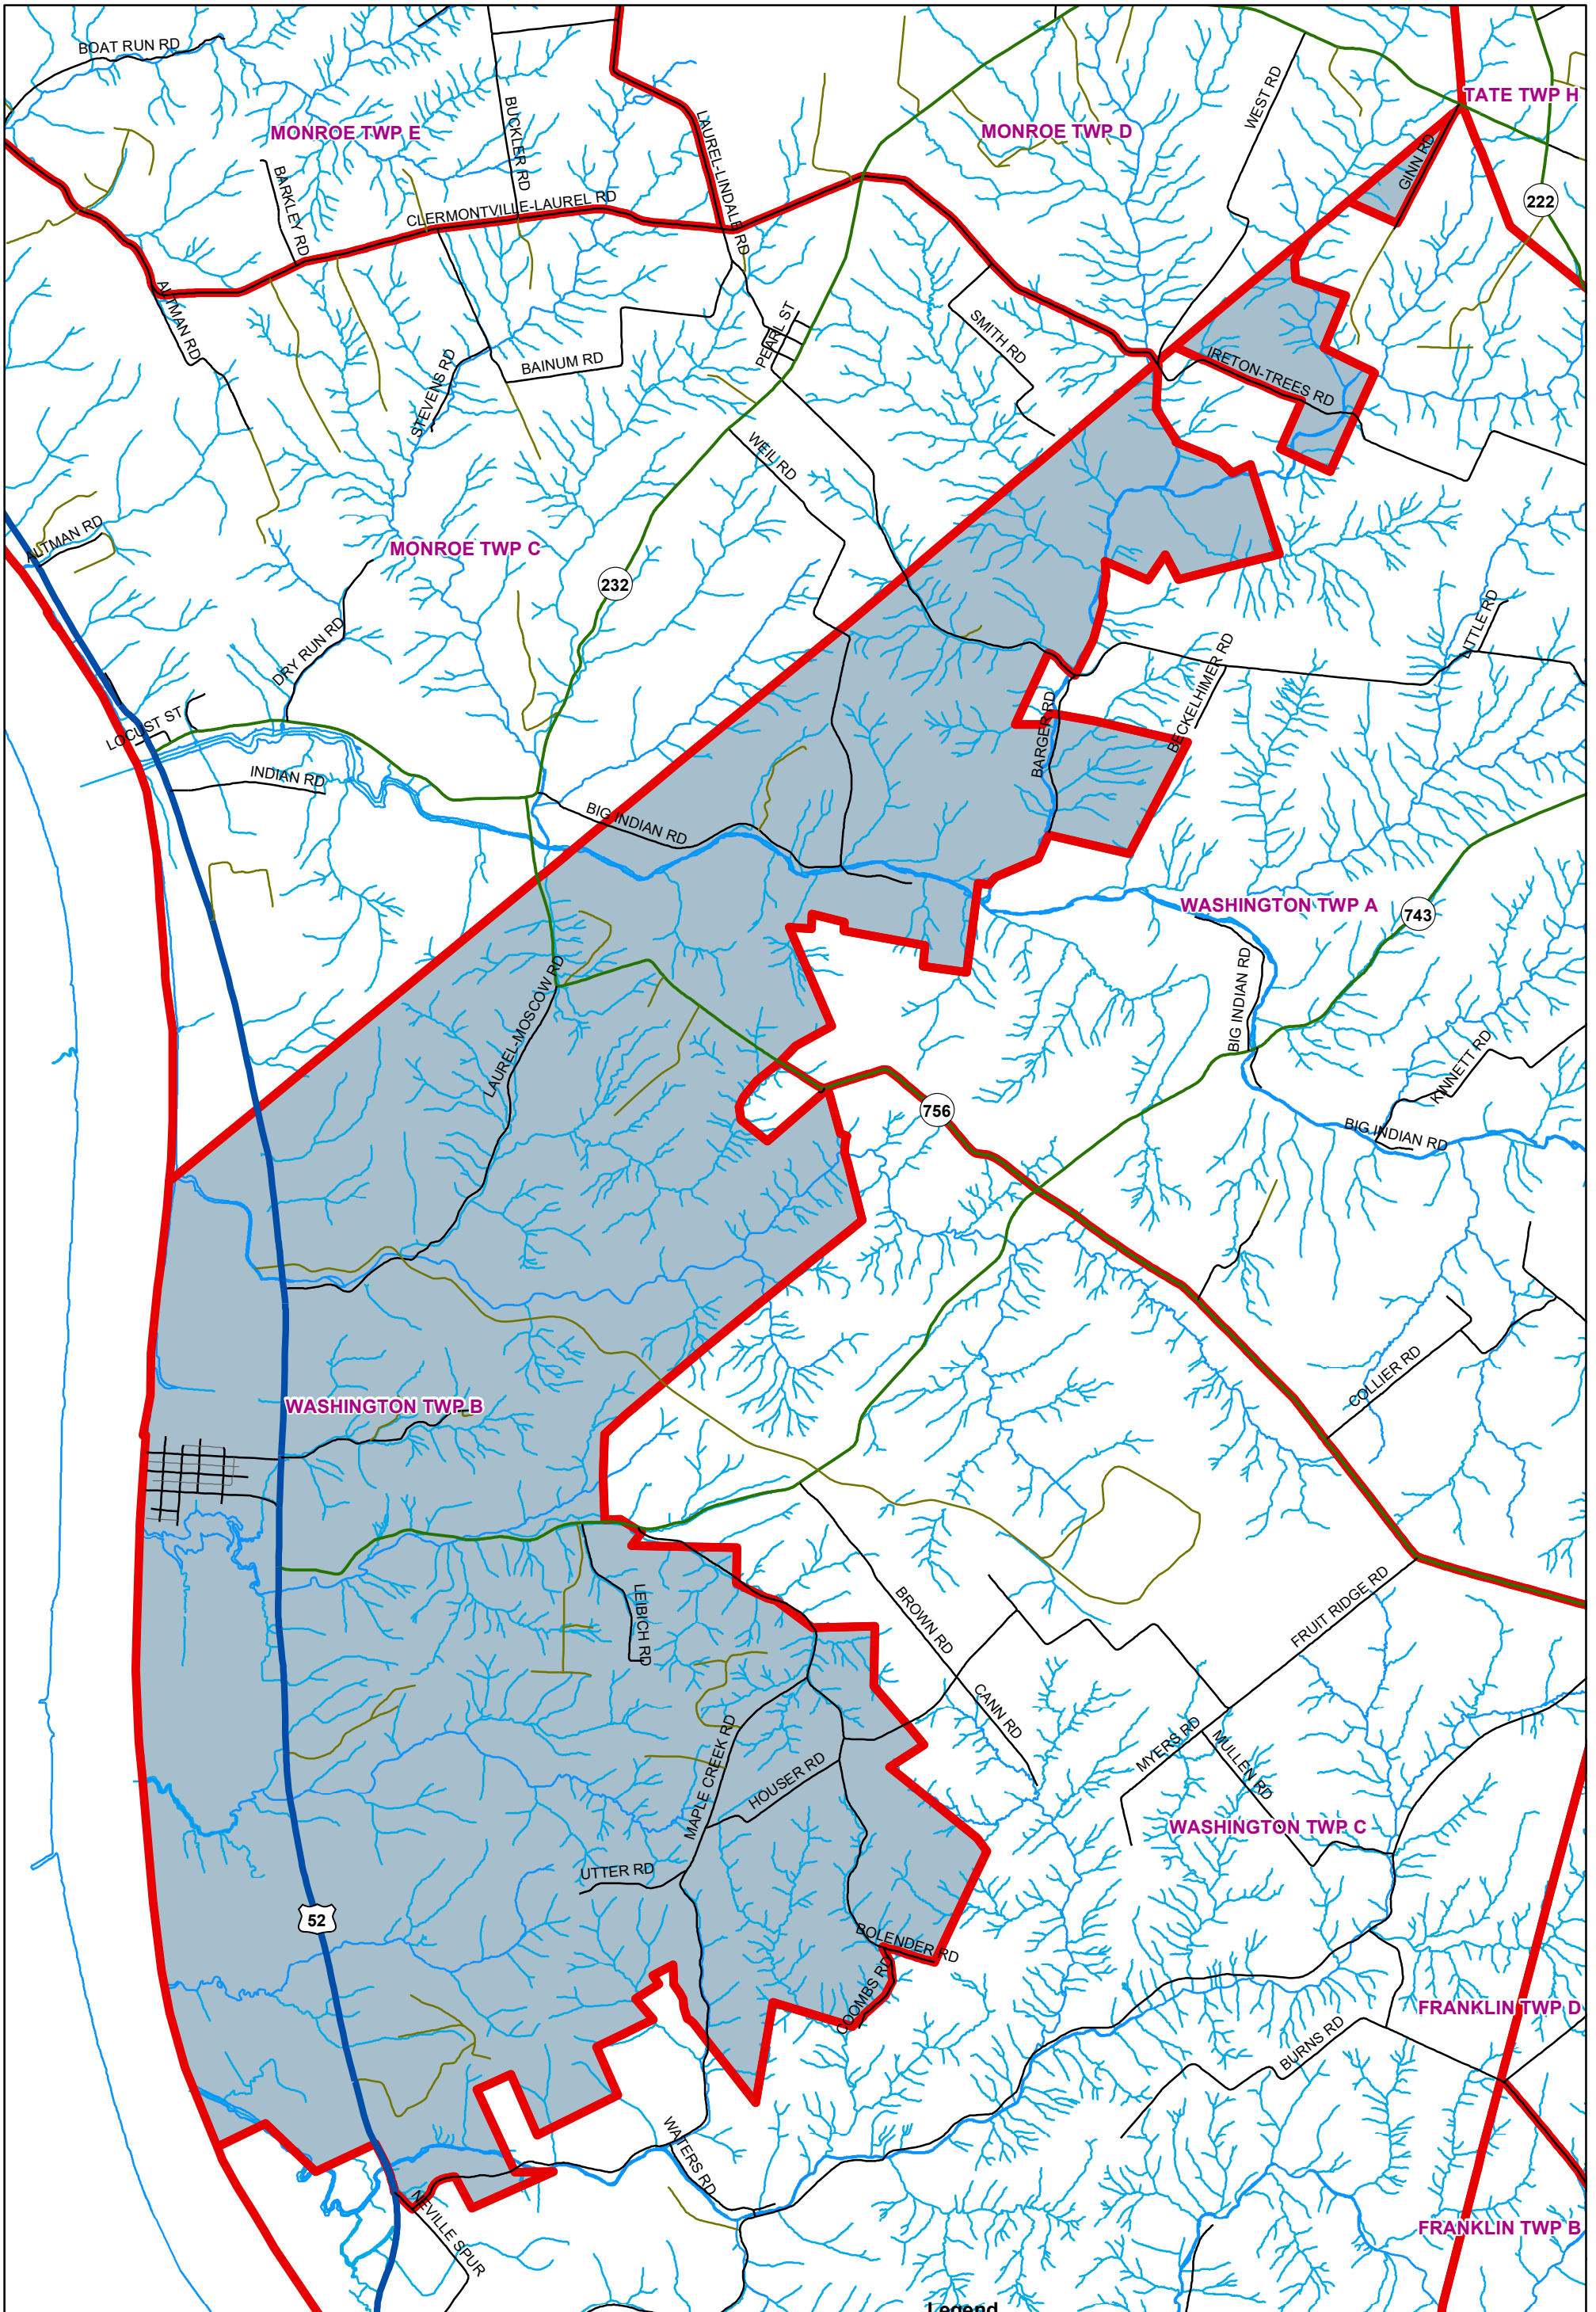 BOAT RUN RD
TATE TWP H
WEST RD
MONROE TWP E
BUCKLER RD
LAUREL-LINDALE RD
MONROE TWP D
GINN RD
222
BARKLEY RD
CLERMONTVILLE-LAUREL RD
ALTMAN RD
PEARL ST
SMITH RD
STEVENS RD
BAINUM RD
IRETON-TREES RD
WEIL RD
ALTMAN RD
MONROE TWP C
232
LITTLE RD
DRY RUN RD
BECKELHIMER RD
LOCUST ST
BARGER RD
INDIAN RD
BIG INDIAN RD
WASHINGTON TWP A
743
BIG INDIAN RD
LAUREL-MOSCOW RD
KINNETT RD
756
BIG INDIAN RD
COLLIER RD
WASHINGTON TWP B
LEIBICH RD
BROWN RD
FRUIT RIDGE RD
CANN RD
MAPLE CREEK RD
MYERS RD
MULLEN RD
HOUSER RD
WASHINGTON TWP C
UTTER RD
52
BOLENDER RD
COOMBS RD
FRANKLIN TWP D
BURNS RD
WATERS RD
NEVILLE SPUR
FRANKLIN TWP B
Legend